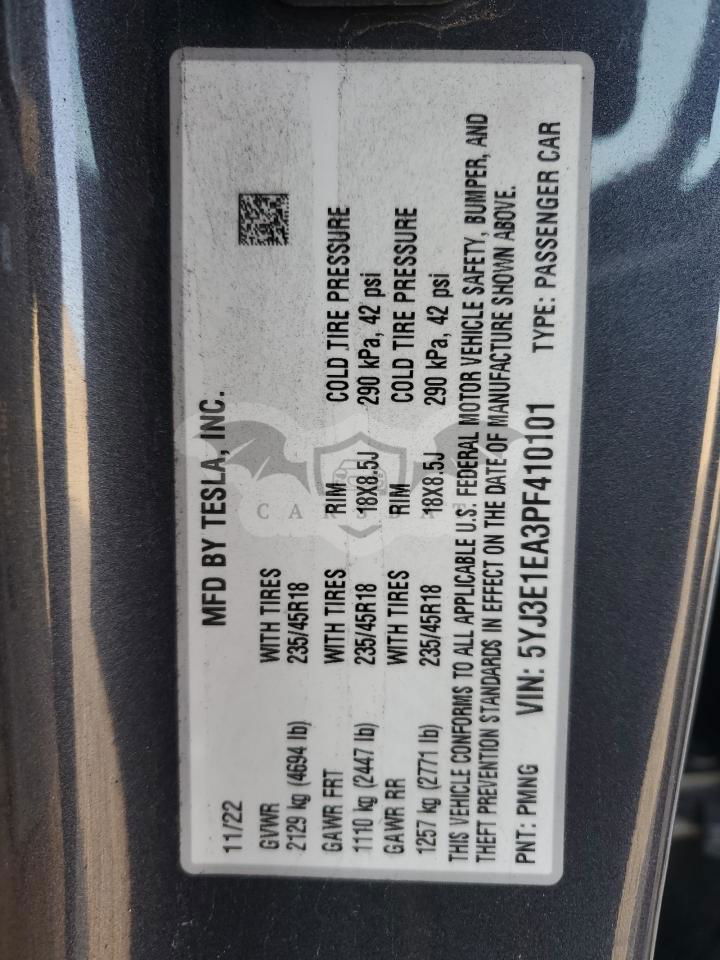 MFD BY TESLA, INC.
11/22
GVWR WITH TIRES
2129 kg (4694 lb) 235/45R18
GAWR FRT WITH TIRES RIM COLD TIRE PRESSURE
1110 kg (2447 lb) 235/45R18 18X8.5J 290 kPa, 42 psi
GAWR RR WITH TIRES RIM COLD TIRE PRESSURE
1257 kg (2771 lb) 235/45R18 18X8.5J 290 kPa, 42 psi
THIS VEHICLE CONFORMS TO ALL APPLICABLE U.S. FEDERAL MOTOR VEHICLE SAFETY, BUMPER, AND
THEFT PREVENTION STANDARDS IN EFFECT ON THE DATE OF MANUFACTURE SHOWN ABOVE.
PNT: PMNG VIN: 5YJ3E1EA3PF410101 TYPE: PASSENGER CAR